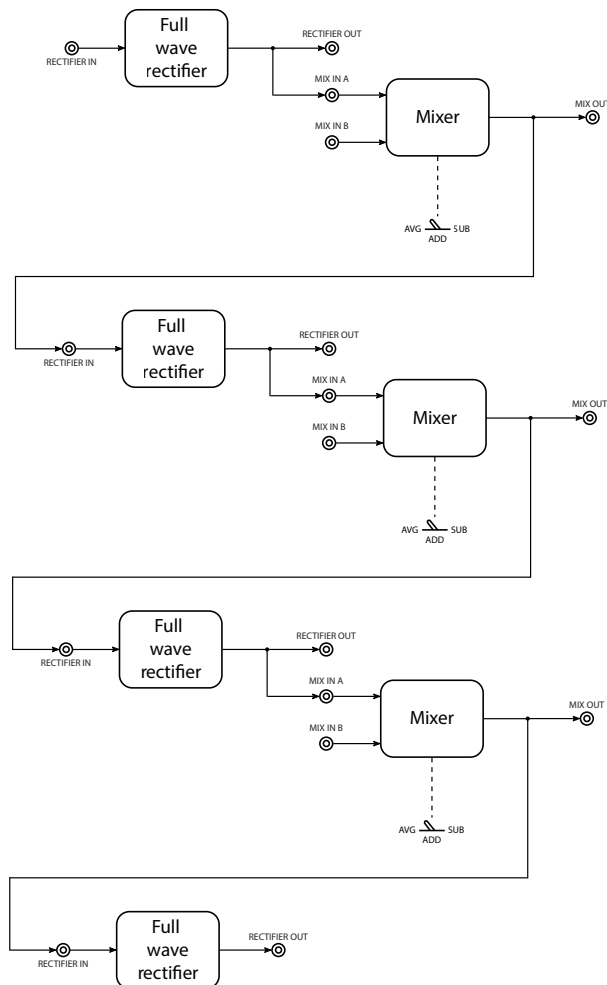 Full
wave
rectifier
RECTIFIER IN
RECTIFIER OUT
MIX IN A
MIX IN B
Mixer
MIX OUT
AVG SUB
ADD
Full
wave
rectifier
RECTIFIER IN
RECTIFIER OUT
MIX IN A
MIX IN B
Mixer
MIX OUT
AVG SUB
ADD
Full
wave
rectifier
RECTIFIER IN
RECTIFIER OUT
MIX IN A
MIX IN B
Mixer
MIX OUT
AVG SUB
ADD
Full
wave
rectifier
RECTIFIER IN
RECTIFIER OUT